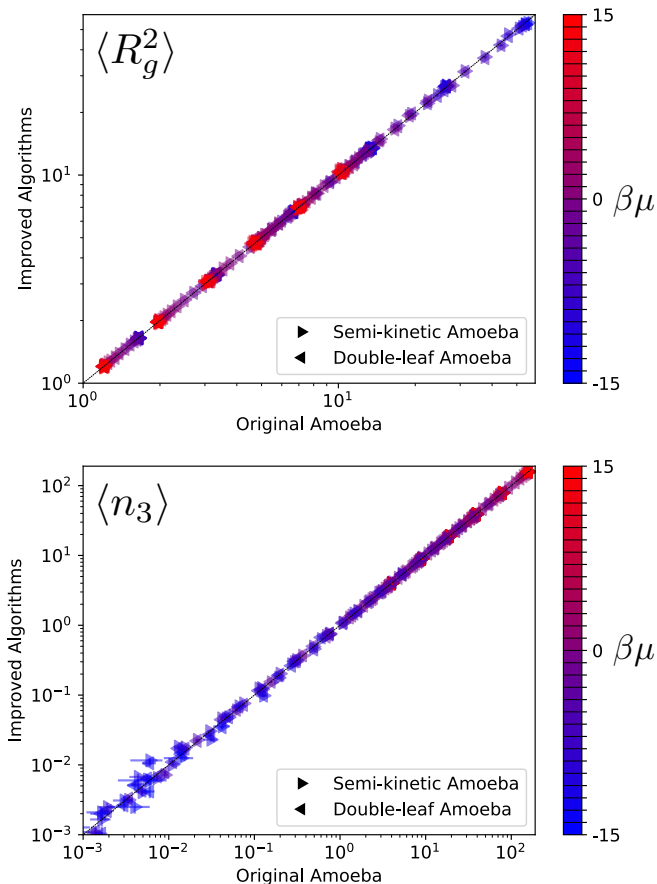 ⟨R_g^2⟩
Improved Algorithms
10^1
10^0
Semi-kinetic Amoeba
Double-leaf Amoeba
10^0
10^1
Original Amoeba
15
0
-15
βμ
⟨n_3⟩
Improved Algorithms
10^2
10^1
10^0
10^-1
10^-2
10^-3
Semi-kinetic Amoeba
Double-leaf Amoeba
10^-3
10^-2
10^-1
10^0
10^1
10^2
Original Amoeba
15
0
-15
βμ